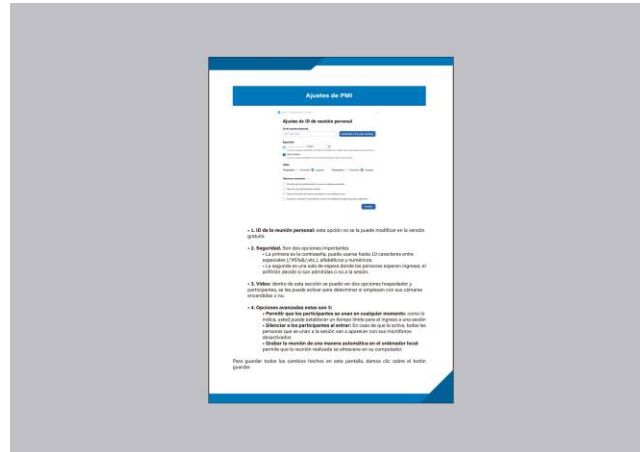 Ajustes de PMI
Ajustes de ID de reunión personal
• 1. ID de la reunión personal: esta opción no se la puede modificar en la versión
gratuita
• 2. Seguridad. Son dos opciones importantes
• La primera es la contraseña, puede usarse hasta 10 caracteres entre
especiales (,/"#$%&/,etc.), alfabéticos y numéricos.
• La segunda es una sala de espera donde las personas esperan ingresar, el
anfitrión decide si son admitidas o no a la sesión.
• 3. Video: dentro de esta sección se puede ver dos opciones hospedador y
participantes, se las puede activar para determinar si empiezan con sus cámaras
encendidas o no.
• 4. Opciones avanzadas estas son 3:
• Permitir que los participantes se unan en cualquier momento: como lo
indica, usted puede establecer un tiempo límite para el ingreso a una sesión
• Silenciar a los participantes al entrar: En caso de que la active, todas las
personas que se unan a la sesión van a aparecer con sus micrófonos
desactivados
• Grabar la reunión de una manera automática en el ordenador local:
permite que la reunión realizada se almacene en su computador.
Para guardar todos los cambios hechos en esta pantalla, damos clic sobre el botón
guardar